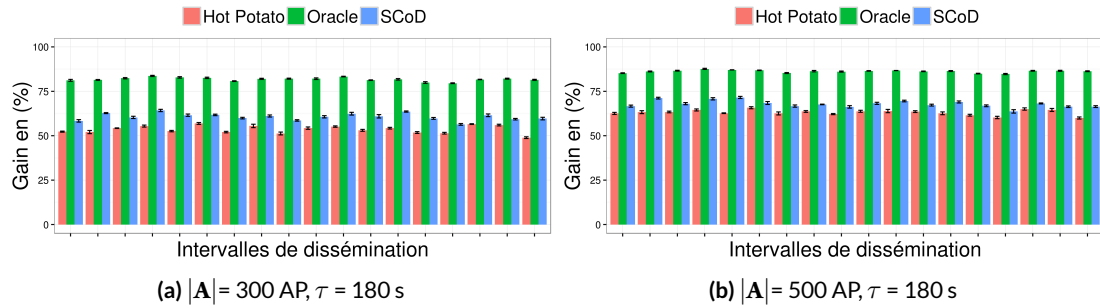 Hot Potato Oracle SCoD
Gain en (%)
100
75
50
25
0
Intervalles de dissémination
(a) |A| = 300 AP, τ = 180 s
Hot Potato Oracle SCoD
Gain en (%)
100
75
50
25
0
Intervalles de dissémination
(b) |A| = 500 AP, τ = 180 s